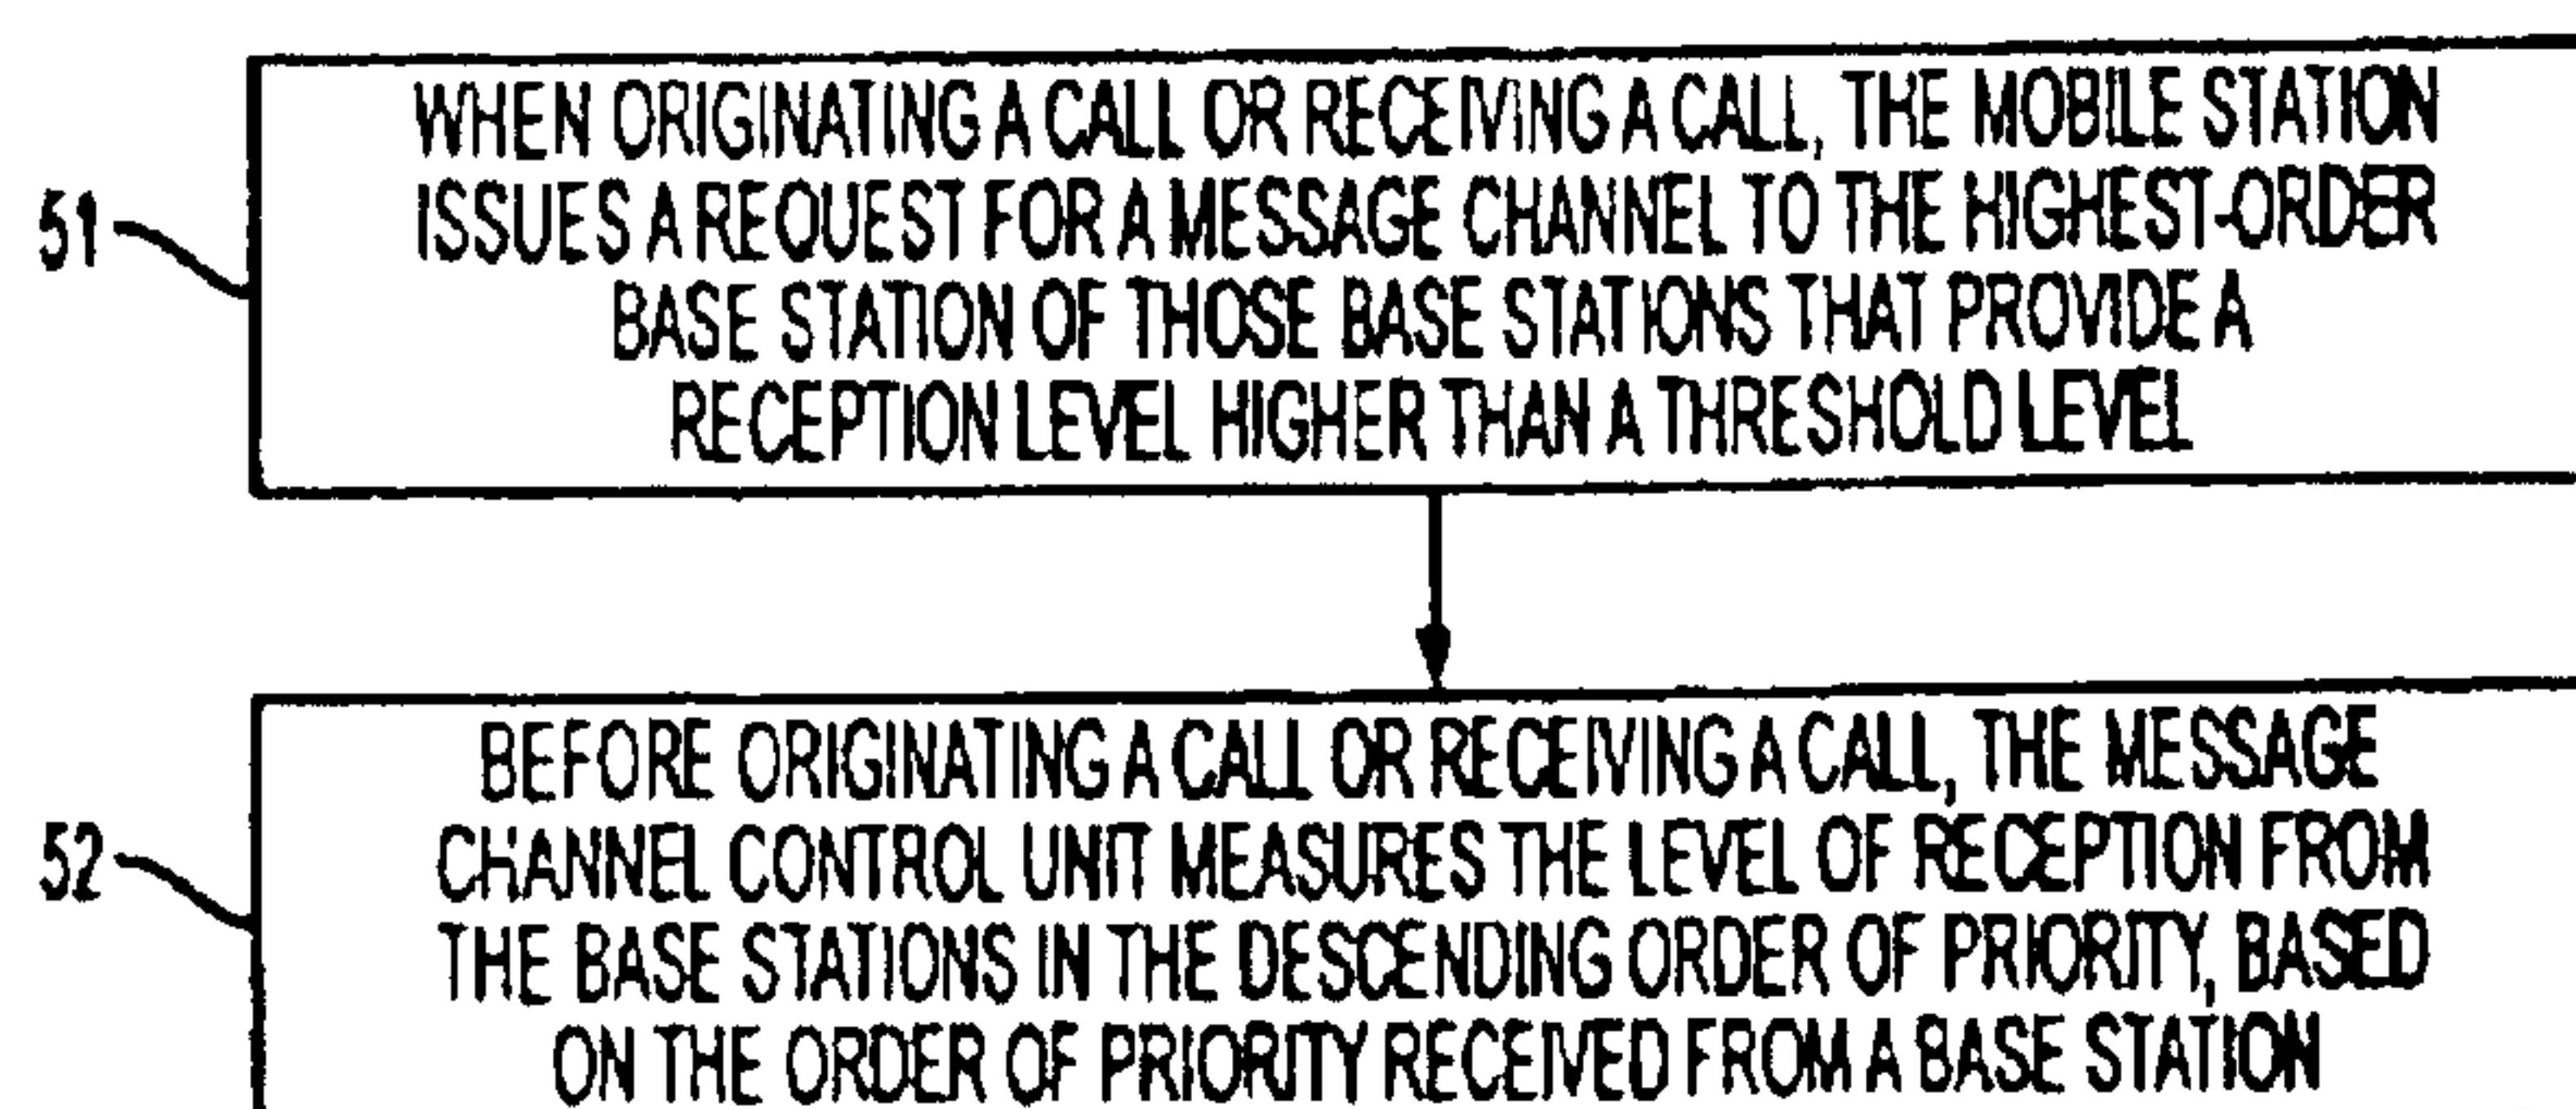 WHEN ORIGINATING A CALL OR RECEIVING A CALL, THE MOBILE STATION
ISSUES A REQUEST FOR A MESSAGE CHANNEL TO THE HIGHEST-ORDER
51
BASE STATION OF THOSE BASE STATIONS THAT PROVIDE A
RECEPTION LEVEL HIGHER THAN A THRESHOLD LEVEL
BEFORE ORIGINATING A CALL OR RECEIVING A CALL, THE MESSAGE
52
CHANNEL CONTROL UNIT MEASURES THE LEVEL OF RECEPTION FROM
THE BASE STATIONS IN THE DESCENDING ORDER OF PRIORITY, BASED
ON THE ORDER OF PRIORITY RECEIVED FROM A BASE STATION